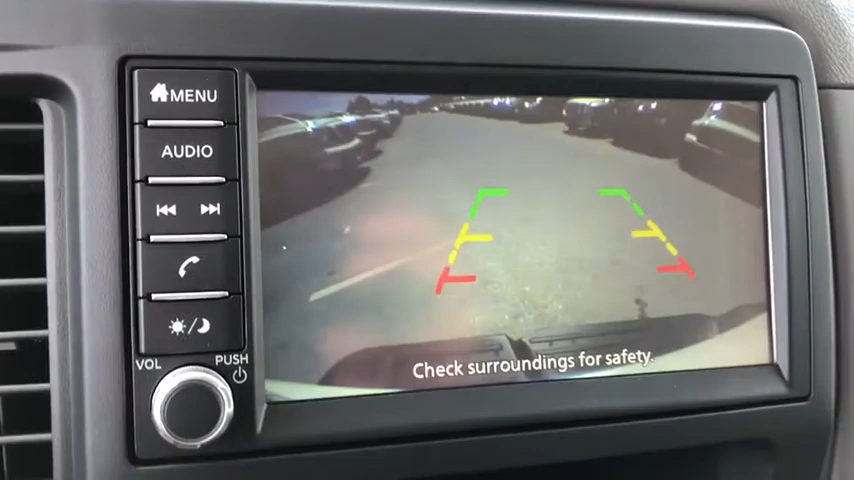 MENU
AUDIO
VOL
PUSH
Check surroundings for safety.